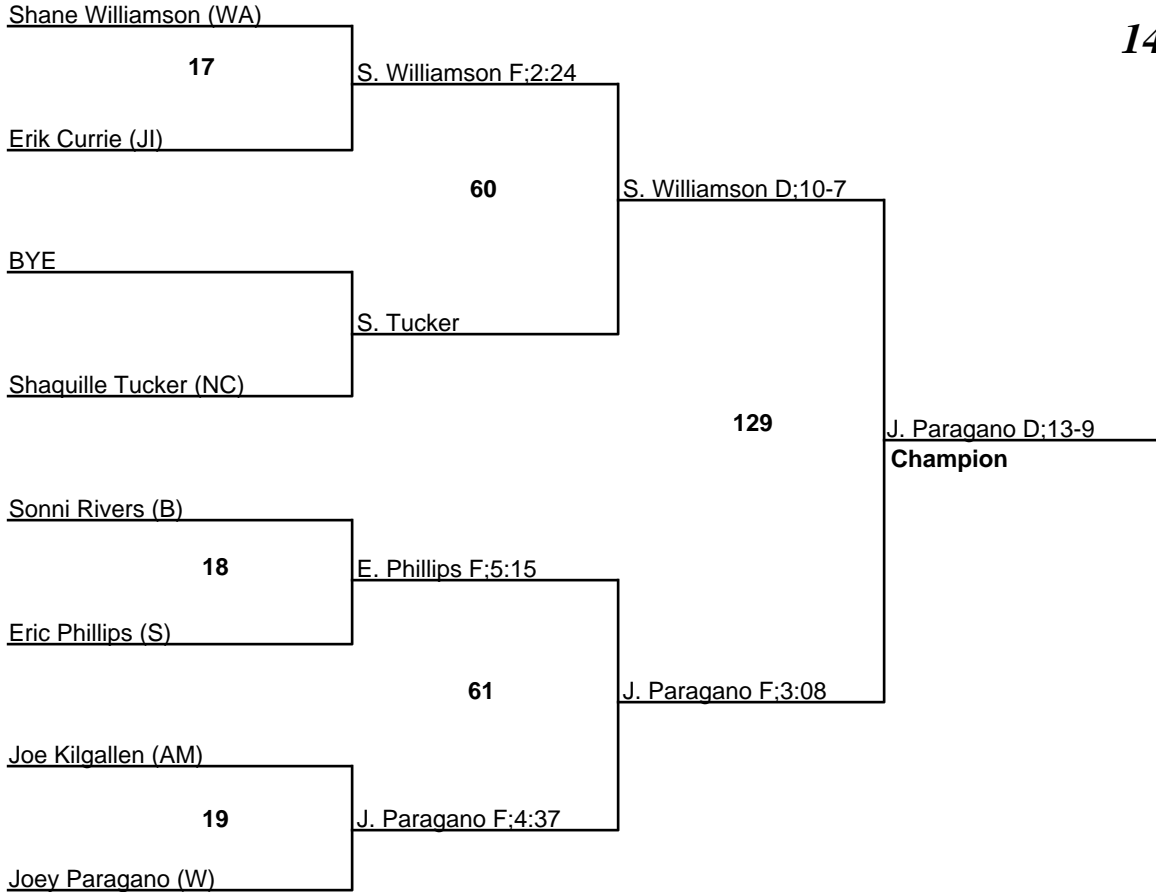 Shane Williamson (WA)
14
17
S. Williamson F;2:24
Erik Currie (JI)
60
S. Williamson D;10-7
BYE
S. Tucker
Shaquille Tucker (NC)
129
J. Paragano D;13-9
Champion
Sonni Rivers (B)
18
E. Phillips F;5:15
Eric Phillips (S)
61
J. Paragano F;3:08
Joe Kilgallen (AM)
19
J. Paragano F;4:37
Joey Paragano (W)